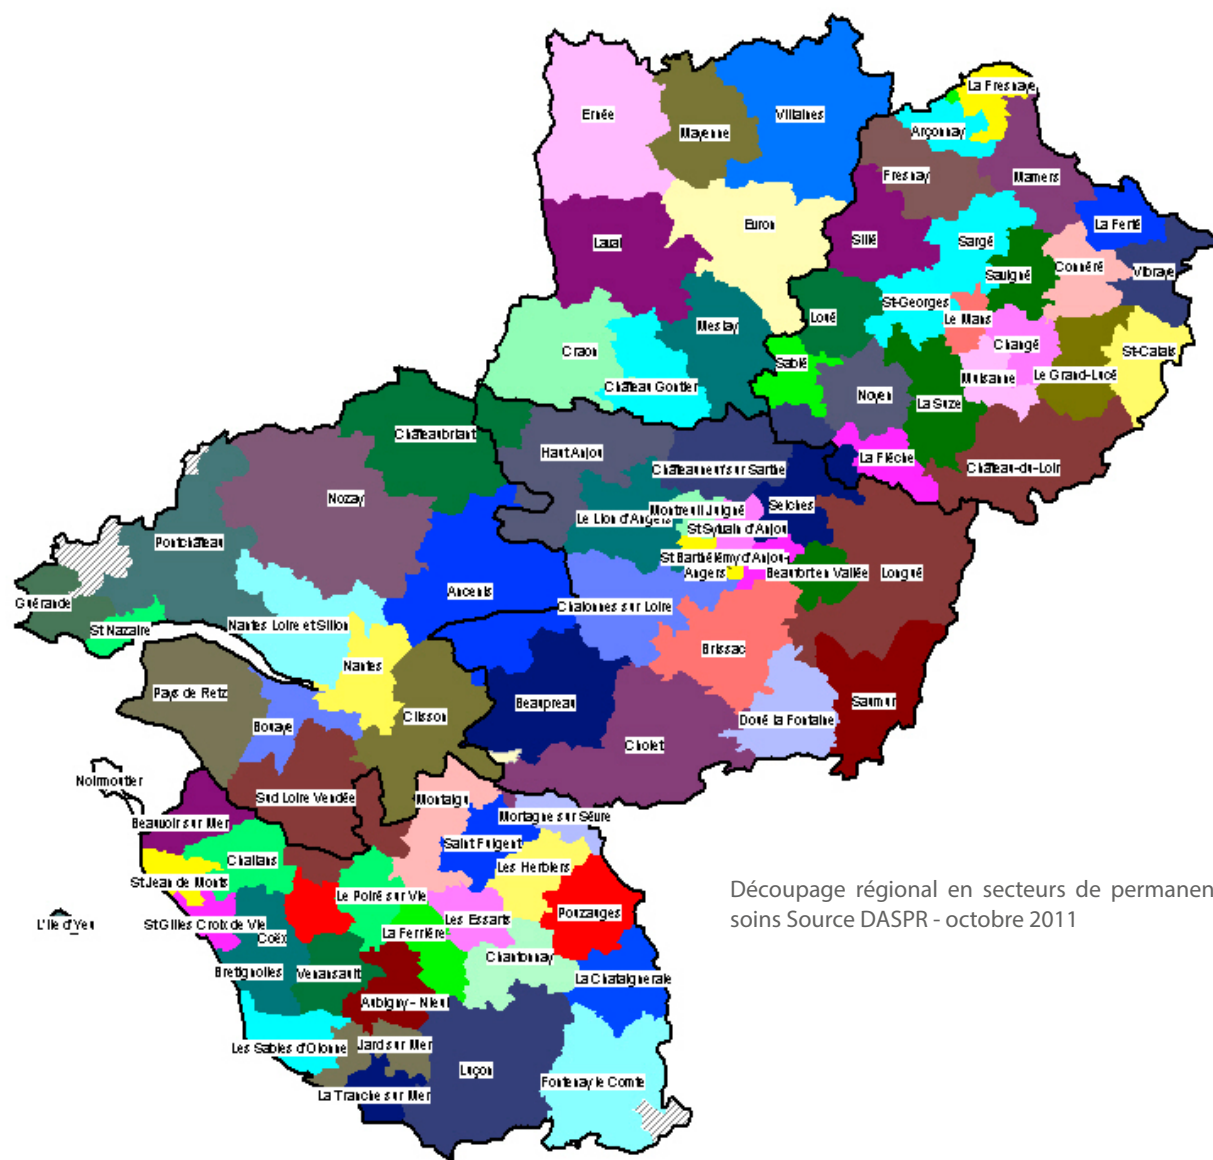 La Fresnaye
Ernée
Villaines
Mayenne
Arçonnay
Fresnay
Mamers
Evron
La Ferté
Laval
Sillé
Sargé
Connéré
Vibraye
Sauigné
St-Georges
Loué
Le Mans
Meslay
Changé
St-Calais
Craon
Sablé
Château Gontier
Mulsanne
Le Grand-Lucé
Noyen
La Suze
Châteaubriant
Haut Anjou
La Flèche
Châteauneuf sur Sarthe
Château-du-Loir
Nozay
Seiches
Montreuil Juigné
Le Lion d'Angers
St Sylvain d'Anjou
Pontchâteau
St Barthélémy d'Anjou
Angers
Beaufort en Vallée
Longué
Ancenis
Guérande
Chalonnes sur Loire
St Nazaire
Nantes Loire et Sillon
Brissac
Nantes
Pays de Retz
Beaupreau
Saumur
Clisson
Bouaye
Doué la Fontaine
Cholet
Noirmoutier
Sud Loire Vendée
Montaigu
Beauvoir sur Mer
Mortagne sur Sèvre
Saint Fulgent
Challans
Les Herbiers
St Jean de Monts
Le Poiré sur Vie
Pouzauges
Découpage régional en secteurs de permanen
soins Source DASPR - octobre 2011
L'Ile d'Yeu
St Gilles Croix de Vie
Les Essarts
La Ferrière
Coëx
Chantonnay
Brétignolles
Venansault
La Chataigneraie
Aubigny - Nieul
Les Sables d'Olonne
Jard sur Mer
Luçon
Fontenay le Comte
La Tranche sur Mer